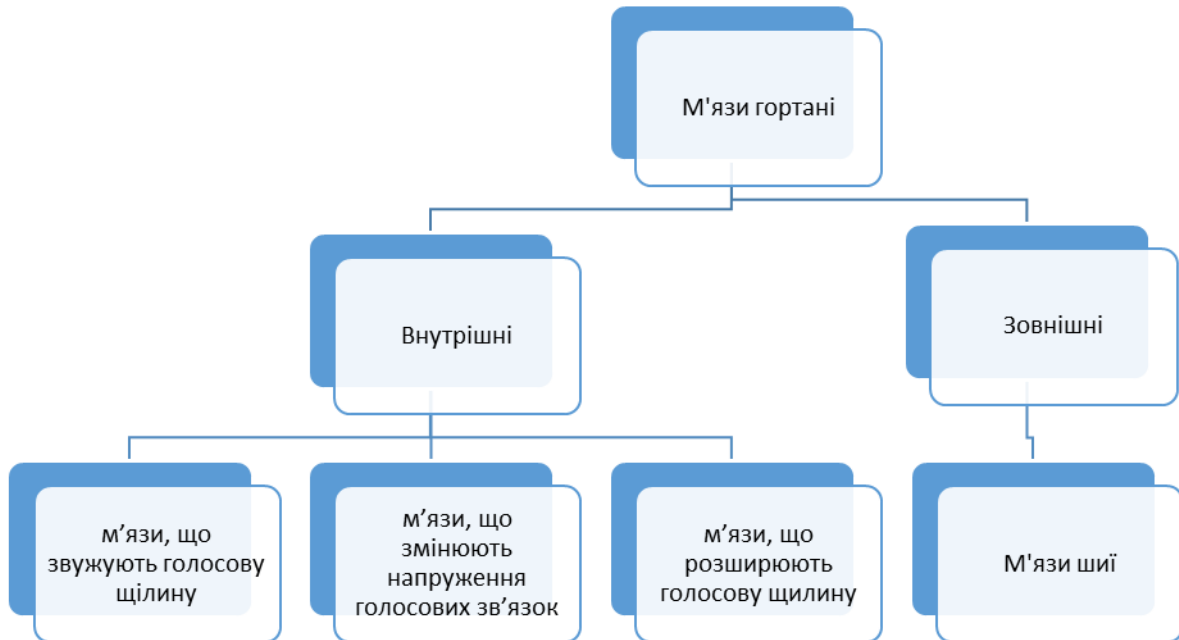 М'язи гортані
Внутрішні
Зовнішні
м’язи, що
звужують голосову
щілину
м’язи, що
змінюють
напруження
голосових зв’язок
м’язи, що
розширюють
голосову щилину
М'язи шиї